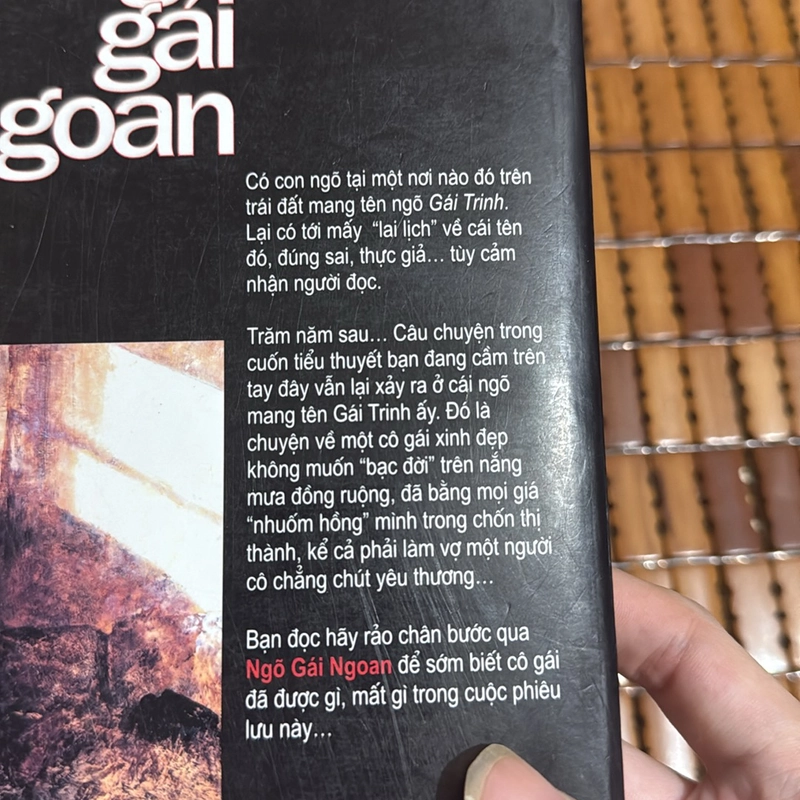 gái
goan
Có con ngõ tại một nơi nào đó trên
trái đất mang tên ngõ Gái Trinh.
Lại có tới mấy "lai lịch" về cái tên
đó, đúng sai, thực giả... tùy cảm
nhận người đọc.
Trăm năm sau... Câu chuyện trong
cuốn tiểu thuyết bạn đang cầm trên
tay đây vẫn lại xảy ra ở cái ngõ
mang tên Gái Trinh ấy. Đó là
chuyện về một cô gái xinh đẹp
không muốn "bạc đời" trên nắng
mưa đồng ruộng, đã bằng mọi giá
"nhuốm hồng" mình trong chốn thị
thành, kể cả phải làm vợ một người
cô chẳng chút yêu thương...
Bạn đọc hãy rảo chân bước qua
Ngõ Gái Ngoan để sớm biết cô gái
đã được gì, mất gì trong cuộc phiêu
lưu này...